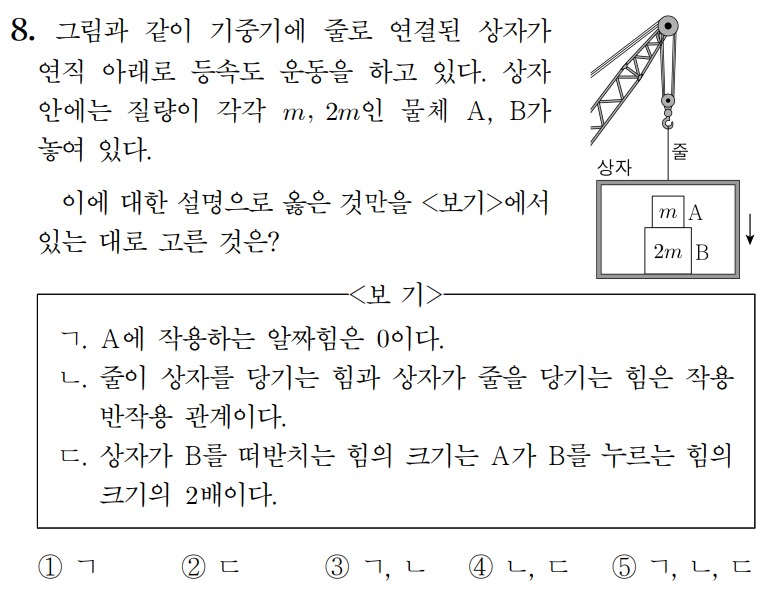 8. 그림과 같이 기중기에 줄로 연결된 상자가
연직 아래로 등속도 운동을 하고 있다. 상자
안에는 질량이 각각 m, 2m인 물체 A, B가
놓여 있다.
이에 대한 설명으로 옳은 것만을 <보기>에서
있는 대로 고른 것은?
줄
상자
m A
2m B
<보 기>
ㄱ. A에 작용하는 알짜힘은 0이다.
ㄴ. 줄이 상자를 당기는 힘과 상자가 줄을 당기는 힘은 작용
반작용 관계이다.
ㄷ. 상자가 B를 떠받치는 힘의 크기는 A가 B를 누르는 힘의
크기의 2배이다.
① ㄱ ② ㄷ ③ ㄱ, ㄴ ④ ㄴ, ㄷ ⑤ ㄱ, ㄴ, ㄷ